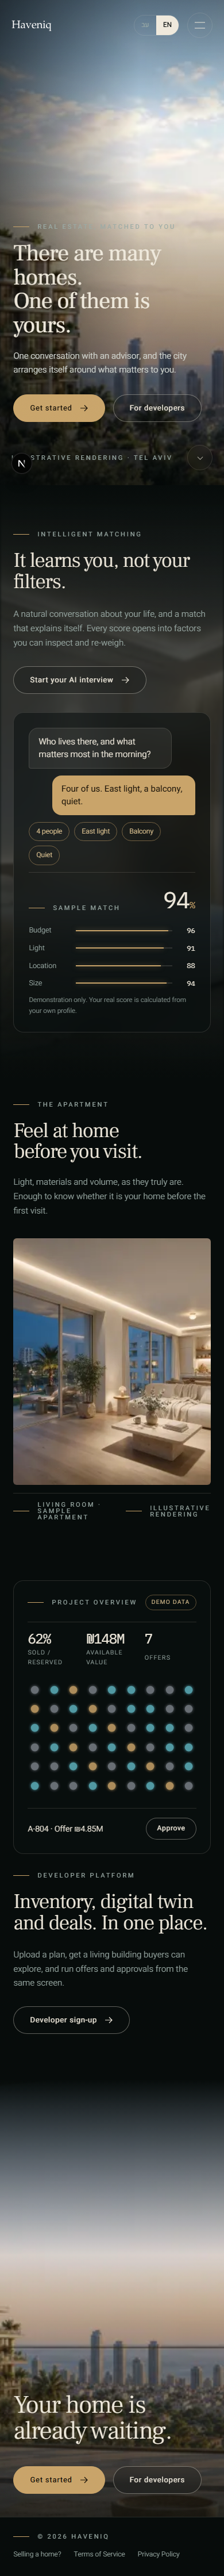 Haveniq
EN
REAL ESTATE, MATCHED TO YOU
There are many
homes.
One of them is
yours.
One conversation with an advisor, and the city
arranges itself around what matters to you.
Get started →
For developers
STRATIVE RENDERING · TEL AVIV
N
INTELLIGENT MATCHING
It learns you, not your
filters.
A natural conversation about your life, and a match
that explains itself. Every score opens into factors
you can inspect and re-weigh.
Start your AI interview →
Who lives there, and what
matters most in the morning?
Four of us. East light, a balcony,
quiet.
4 people
East light
Balcony
Quiet
SAMPLE MATCH
94%
Budget 96
Light 91
Location 88
Size 94
Demonstration only. Your real score is calculated from
your own profile.
THE APARTMENT
Feel at home
before you visit.
Light, materials and volume, as they truly are.
Enough to know whether it is your home before the
first visit.
LIVING ROOM ·
SAMPLE
APARTMENT
ILLUSTRATIVE
RENDERING
PROJECT OVERVIEW
DEMO DATA
62%
SOLD /
RESERVED
₪148M
AVAILABLE
VALUE
7
OFFERS
A-804 · Offer ₪4.85M
Approve
DEVELOPER PLATFORM
Inventory, digital twin
and deals. In one place.
Upload a plan, get a living building buyers can
explore, and run offers and approvals from the
same screen.
Developer sign-up →
Your home is
already waiting.
Get started →
For developers
© 2026 HAVENIQ
Selling a home?
Terms of Service
Privacy Policy